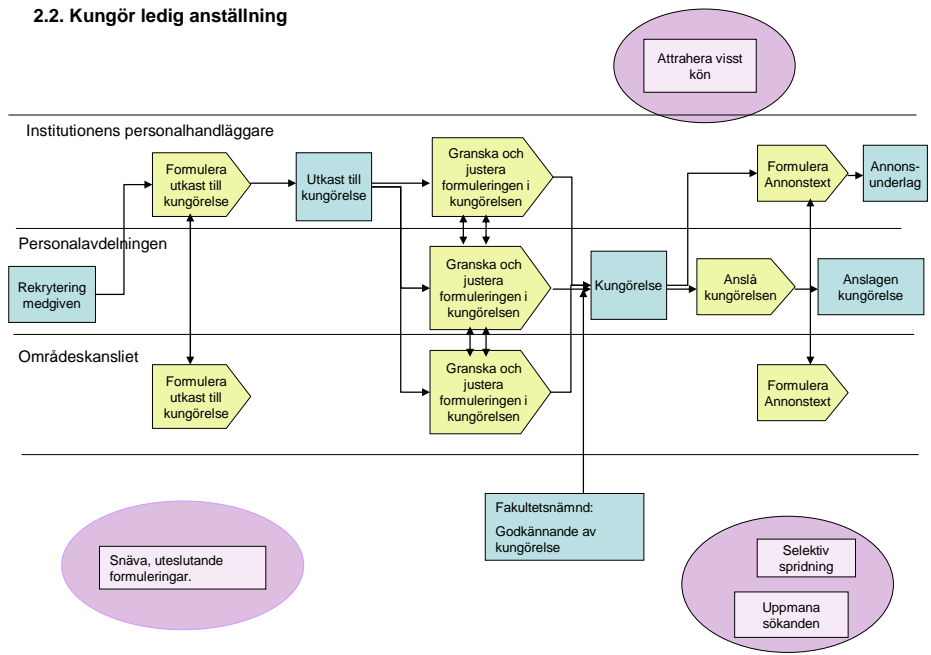 2.2. Kungör ledig anställning
Attrahera visst
kön
Institutionens personalhandläggare
Formulera
utkast till
kungörelse
Utkast till
kungörelse
Granska och
justera
formuleringen i
kungörelsen
Formulera
Annonstext
Annons-
underlag
Personalavdelningen
Rekrytering
medgiven
Granska och
justera
formuleringen i
kungörelsen
Kungörelse
Anslå
kungörelsen
Anslagen
kungörelse
Områdeskansliet
Formulera
utkast till
kungörelse
Granska och
justera
formuleringen i
kungörelsen
Formulera
Annonstext
Fakultetsnämnd:
Godkännande av
kungörelse
Snäva, uteslutande
formuleringar.
Selektiv
spridning
Uppmana
sökanden